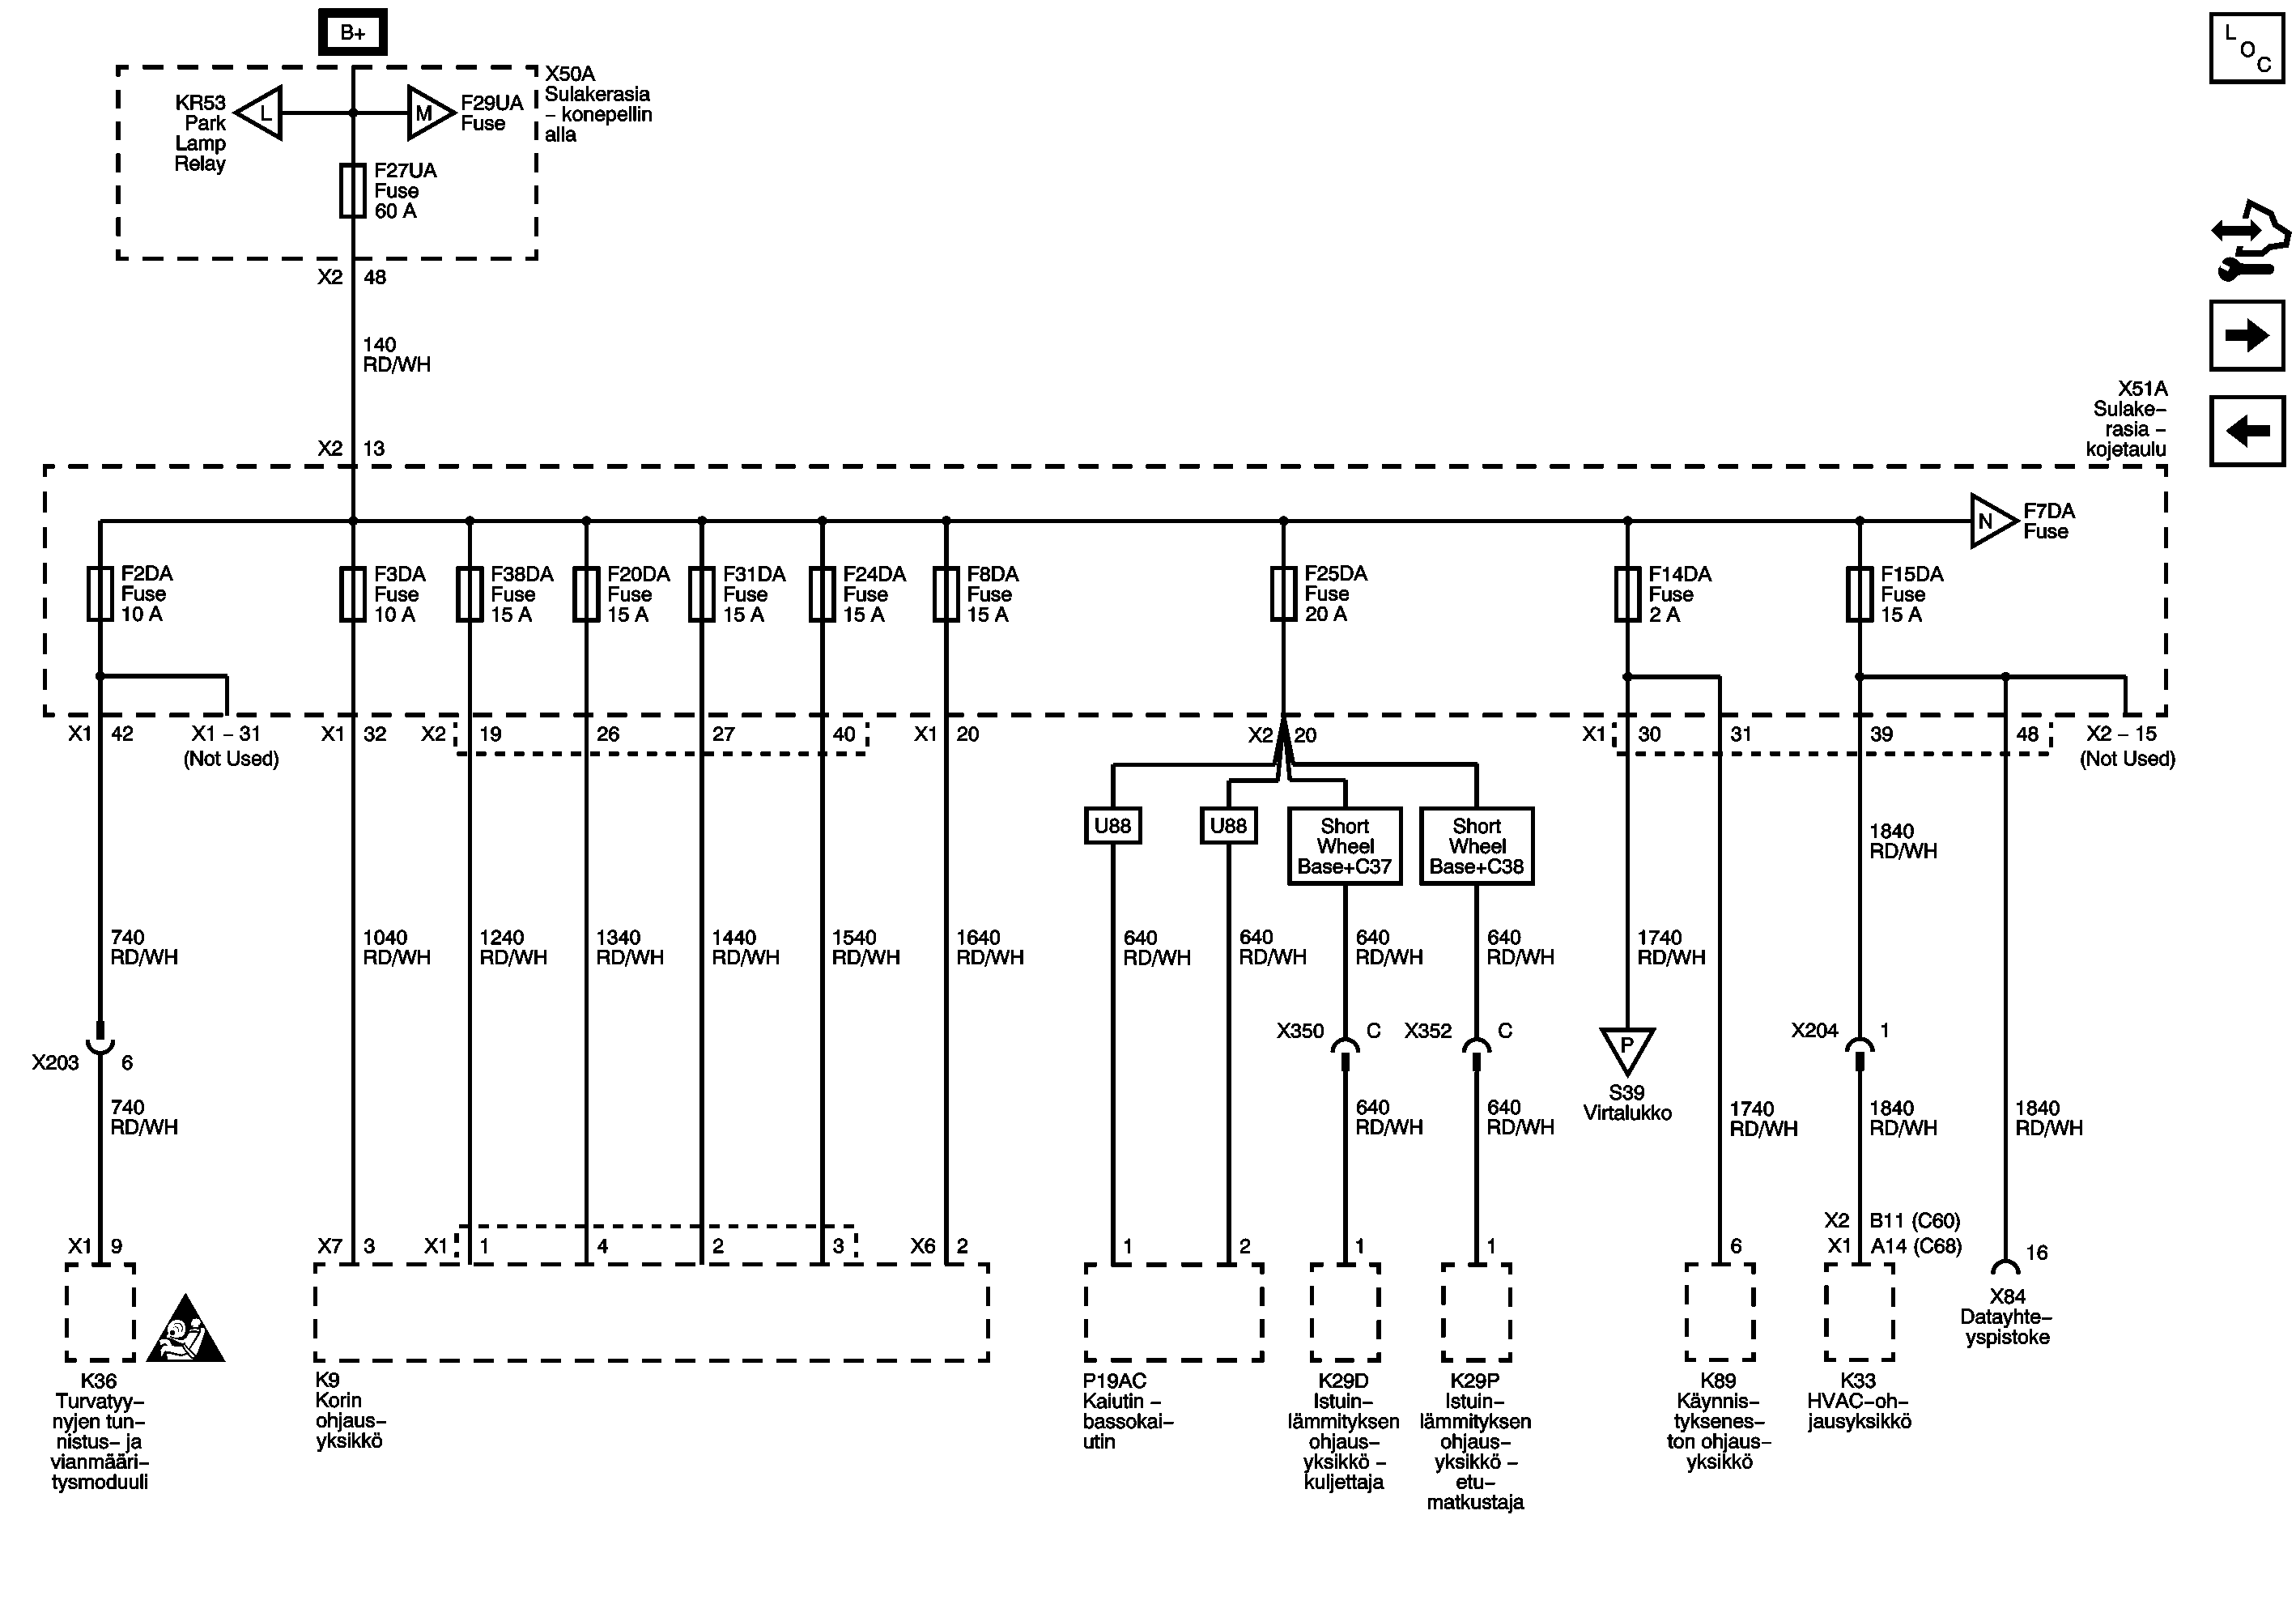 B+
L
O
C
X50A
Sulakerasia
– konepellin
alla
KR53
Park
Lamp
Relay
L
M
F29UA
Fuse
F27UA
Fuse
60 A
X2 48
140
RD/WH
X2 13
X51A
Sulake–
rasia –
kojetaulu
N
F7DA
Fuse
F2DA
Fuse
10 A
F3DA
Fuse
10 A
F38DA
Fuse
15 A
F20DA
Fuse
15 A
F31DA
Fuse
15 A
F24DA
Fuse
15 A
F8DA
Fuse
15 A
F25DA
Fuse
20 A
F14DA
Fuse
2 A
F15DA
Fuse
15 A
X1 42
X1 – 31
(Not Used)
X1 32
X2 19
26
27
40
X1 20
X2 20
X1 30
31
39
48
X2 – 15
(Not Used)
U88
U88
Short
Wheel
Base+C37
Short
Wheel
Base+C38
1840
RD/WH
740
RD/WH
1040
RD/WH
1240
RD/WH
1340
RD/WH
1440
RD/WH
1540
RD/WH
1640
RD/WH
640
RD/WH
640
RD/WH
640
RD/WH
640
RD/WH
1740
RD/WH
X203 6
X350 C
X352 C
P
S39
Virtalukko
X204 1
740
RD/WH
640
RD/WH
640
RD/WH
1740
RD/WH
1840
RD/WH
1840
RD/WH
X1 9
X7 3
X1 1
4
2
3
X6 2
1
2
1
1
6
X2 B11 (C60)
X1 A14 (C68)
16
X84
Datayhte–
yspistoke
K36
Turvatyy–
nyjen tun–
nistus– ja
vianmääri–
tysmoduuli
K9
Korin
ohjaus–
yksikkö
P19AC
Kaiutin –
bassokai–
utin
K29D
Istuin–
lämmityksen
ohjaus–
yksikkö –
kuljettaja
K29P
Istuin–
lämmityksen
ohjaus–
yksikkö –
etu–
matkustaja
K89
Käynnis–
tyksenes–
ton ohjaus–
yksikkö
K33
HVAC–oh–
jausyksikkö